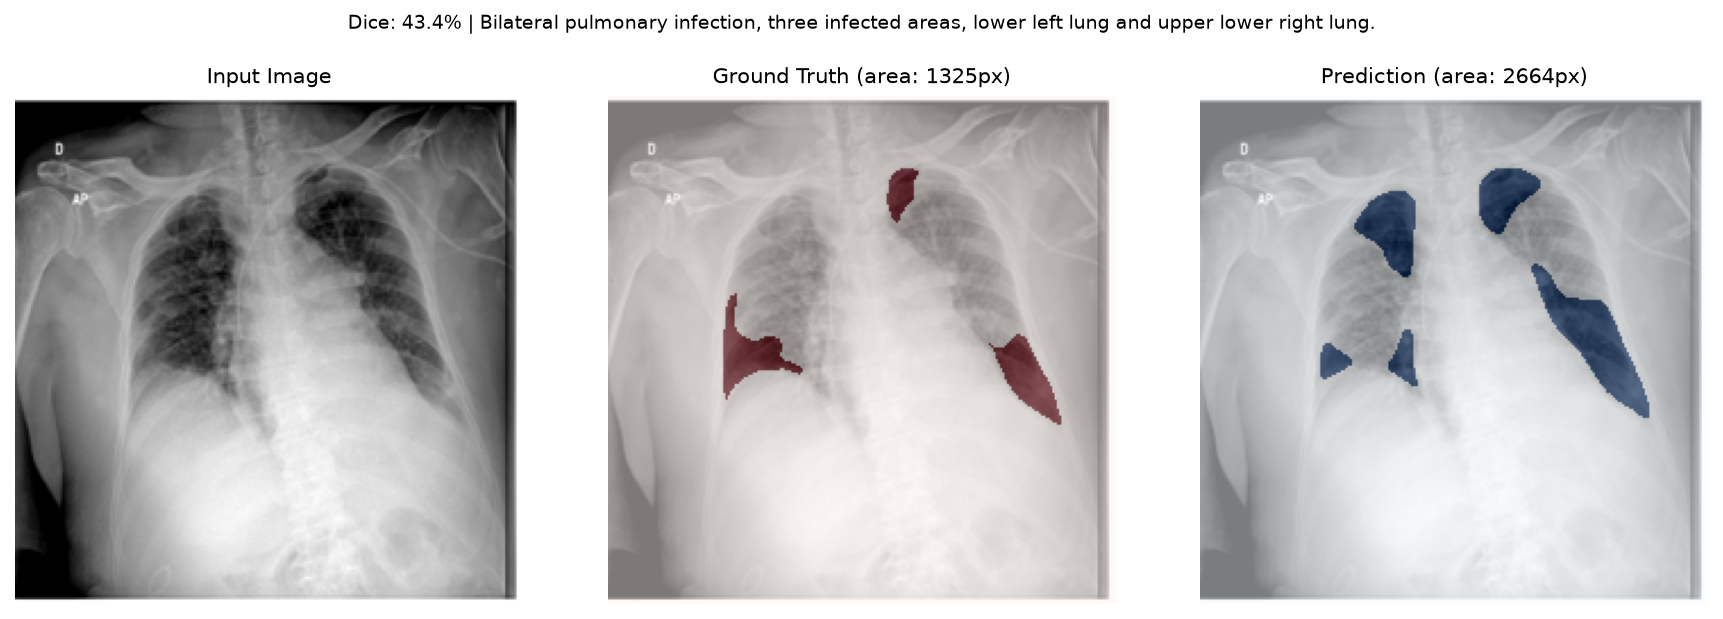 Dice: 43.4% | Bilateral pulmonary infection, three infected areas, lower left lung and upper lower right lung.
Input Image
Ground Truth (area: 1325px)
Prediction (area: 2664px)
D
AP
D
AP
D
AP